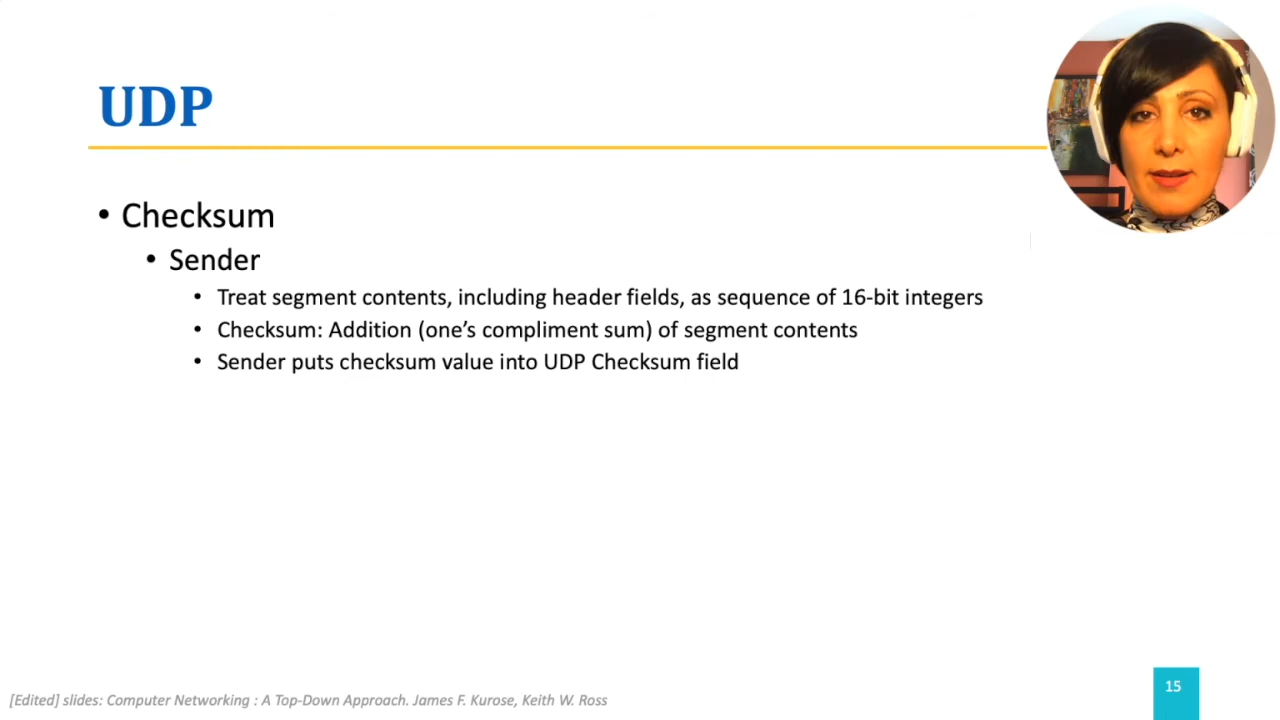 UDP
• Checksum
• Sender
• Treat segment contents, including header fields, as sequence of 16-bit integers
• Checksum: Addition (one’s compliment sum) of segment contents
• Sender puts checksum value into UDP Checksum field
[Edited] slides: Computer Networking : A Top-Down Approach. James F. Kurose, Keith W. Ross
15